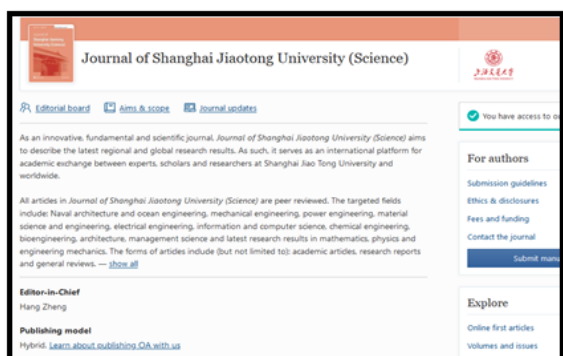 Journal of Shanghai Jiaotong University (Science)
上海交通大学
Editorial board Aims & scope Journal updates
As an innovative, fundamental and scientific journal, Journal of Shanghai Jiaotong University (Science) aims
to describe the latest regional and global research results. As such, it serves as an international platform for
academic exchange between experts, scholars and researchers at Shanghai Jiao Tong University and
worldwide.
All articles in Journal of Shanghai Jiaotong University (Science) are peer reviewed. The targeted fields
include: Naval architecture and ocean engineering, mechanical engineering, power engineering, material
science and engineering, electrical engineering, information and computer science, chemical engineering,
bioengineering, architecture, management science and latest research results in mathematics, physics and
engineering mechanics. The forms of articles include (but not limited to): academic articles, research reports
and general reviews. — show all
Editor-in-Chief
Hang Zheng
Publishing model
Hybrid. Learn about publishing OA with us
You have access to o
For authors
Submission guidelines
Ethics & disclosures
Fees and funding
Contact the journal
Submit manu
Explore
Online first articles
Volumes and issues